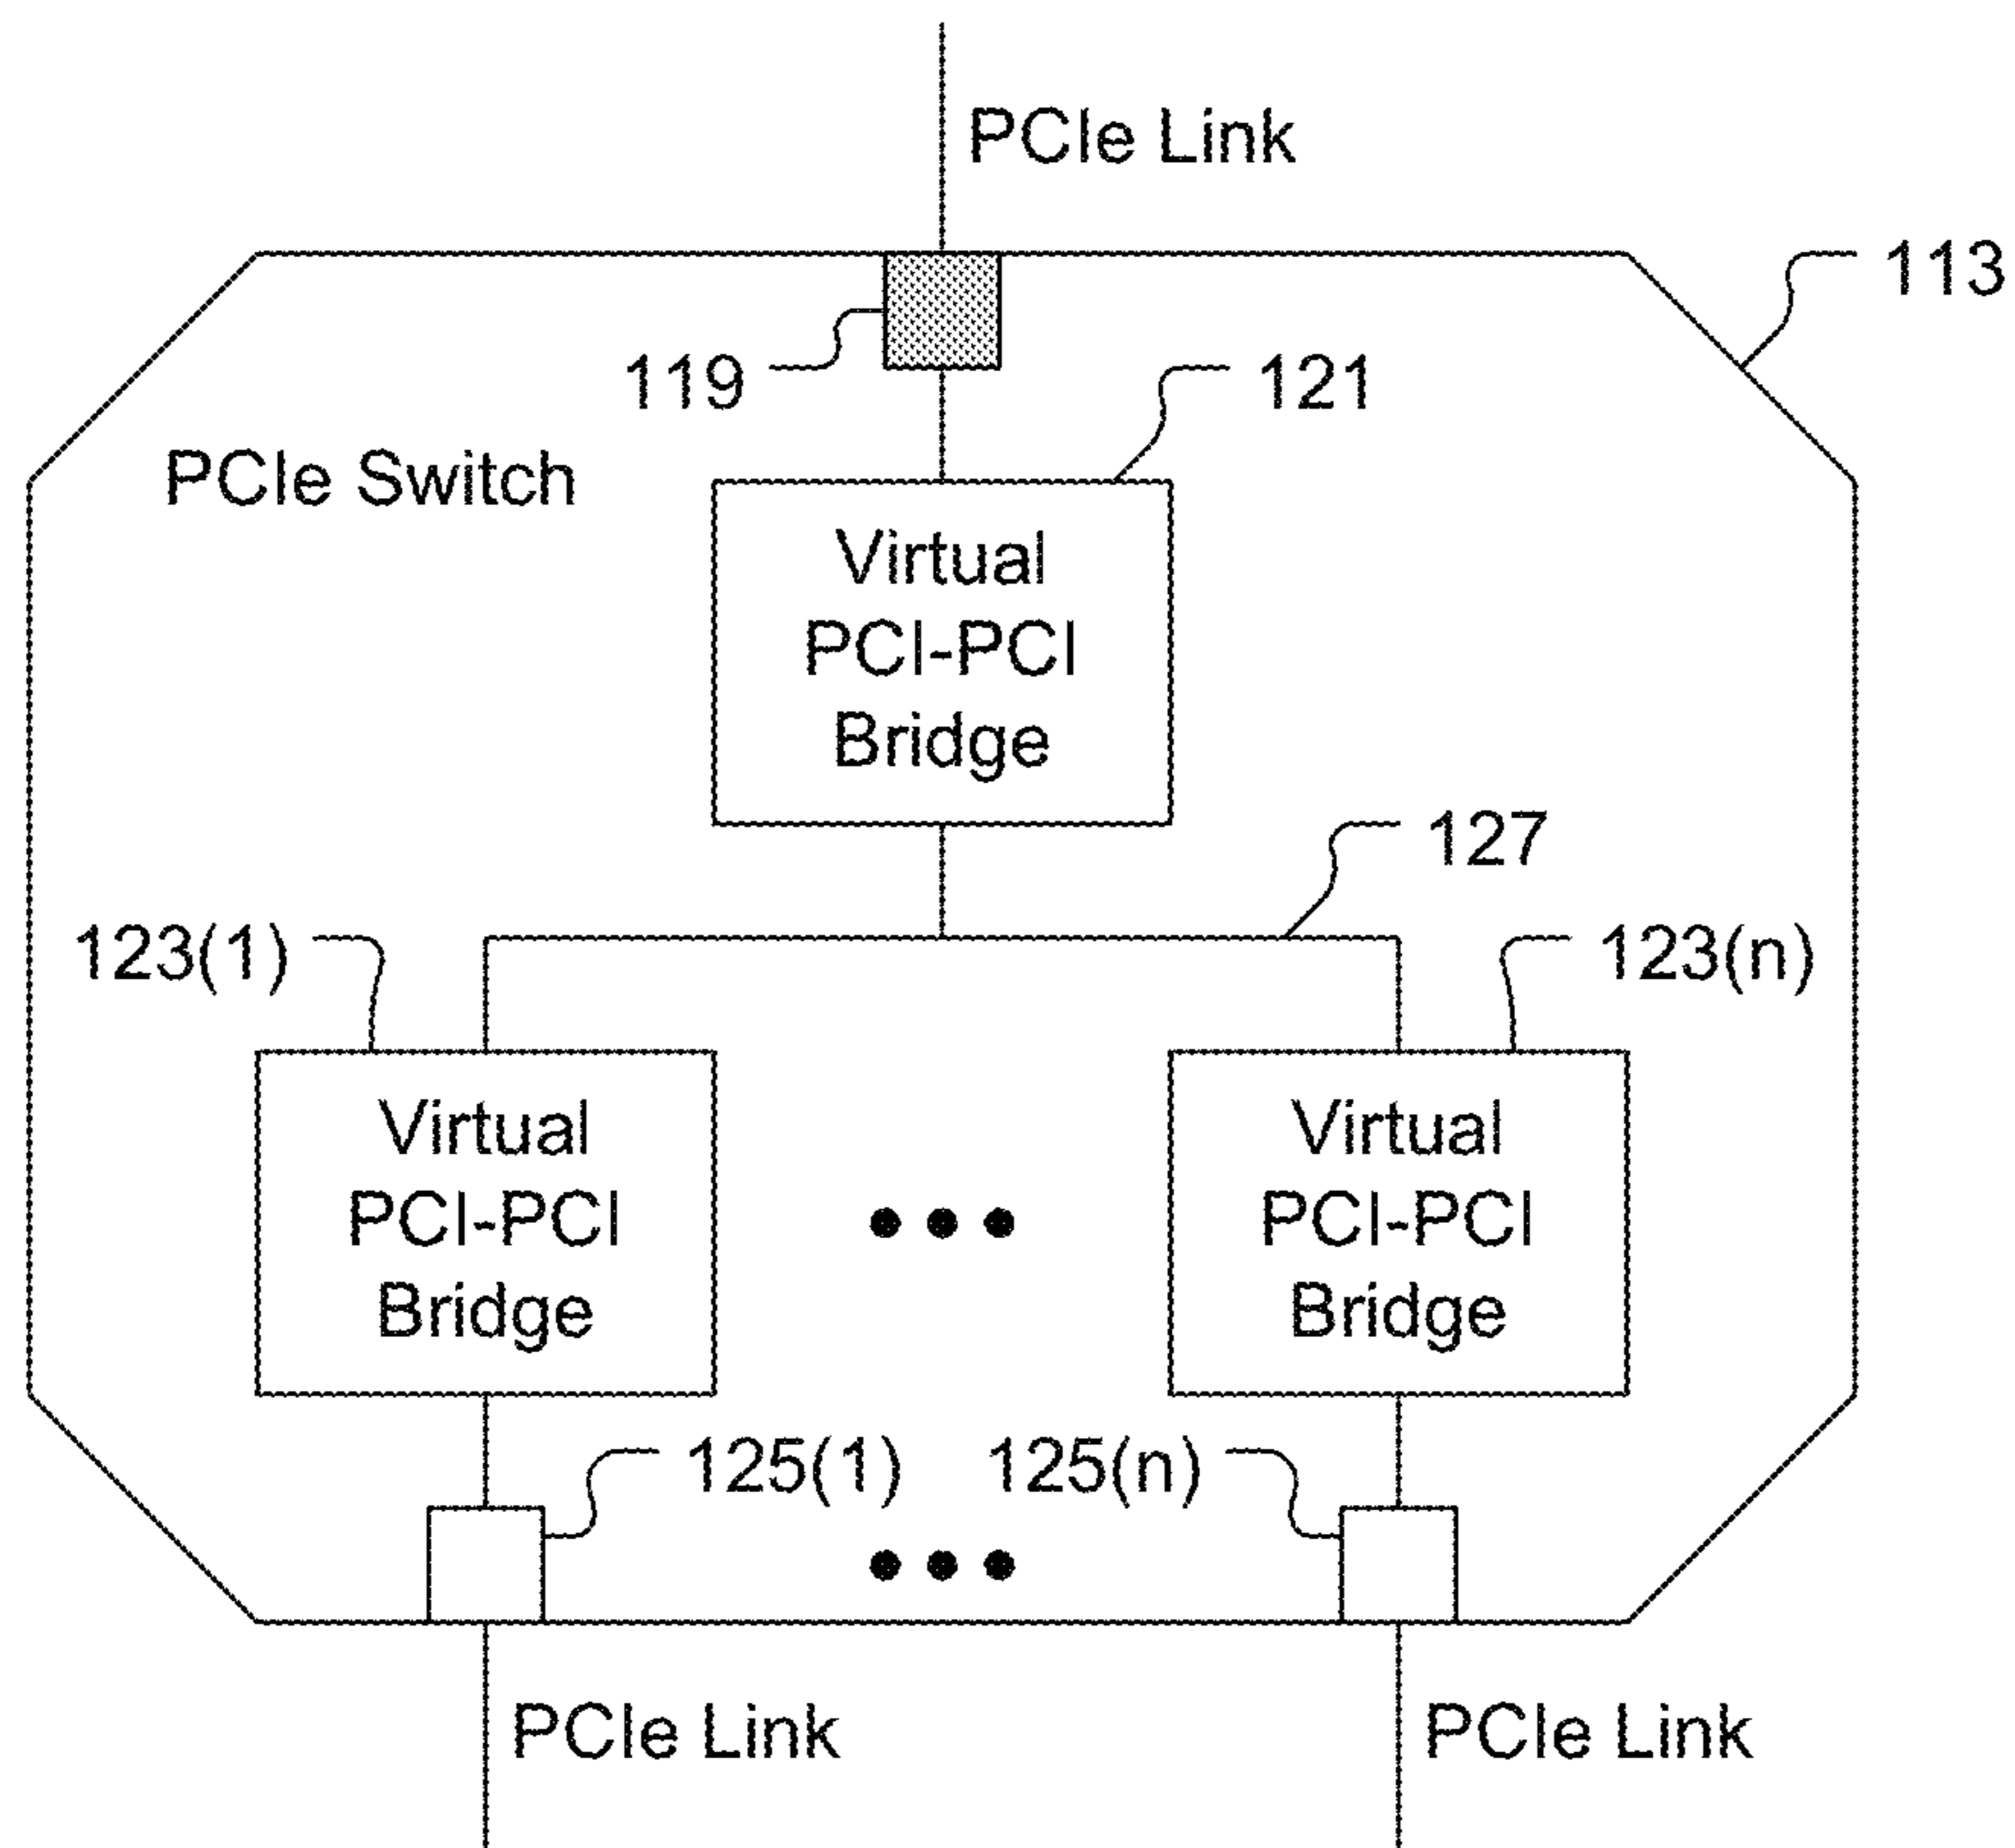 PCIe Link
113
119
121
PCIe Switch
Virtual
PCI-PCI
Bridge
127
123(1)
123(n)
Virtual
PCI-PCI
Bridge
Virtual
PCI-PCI
Bridge
125(1)
125(n)
PCIe Link
PCIe Link